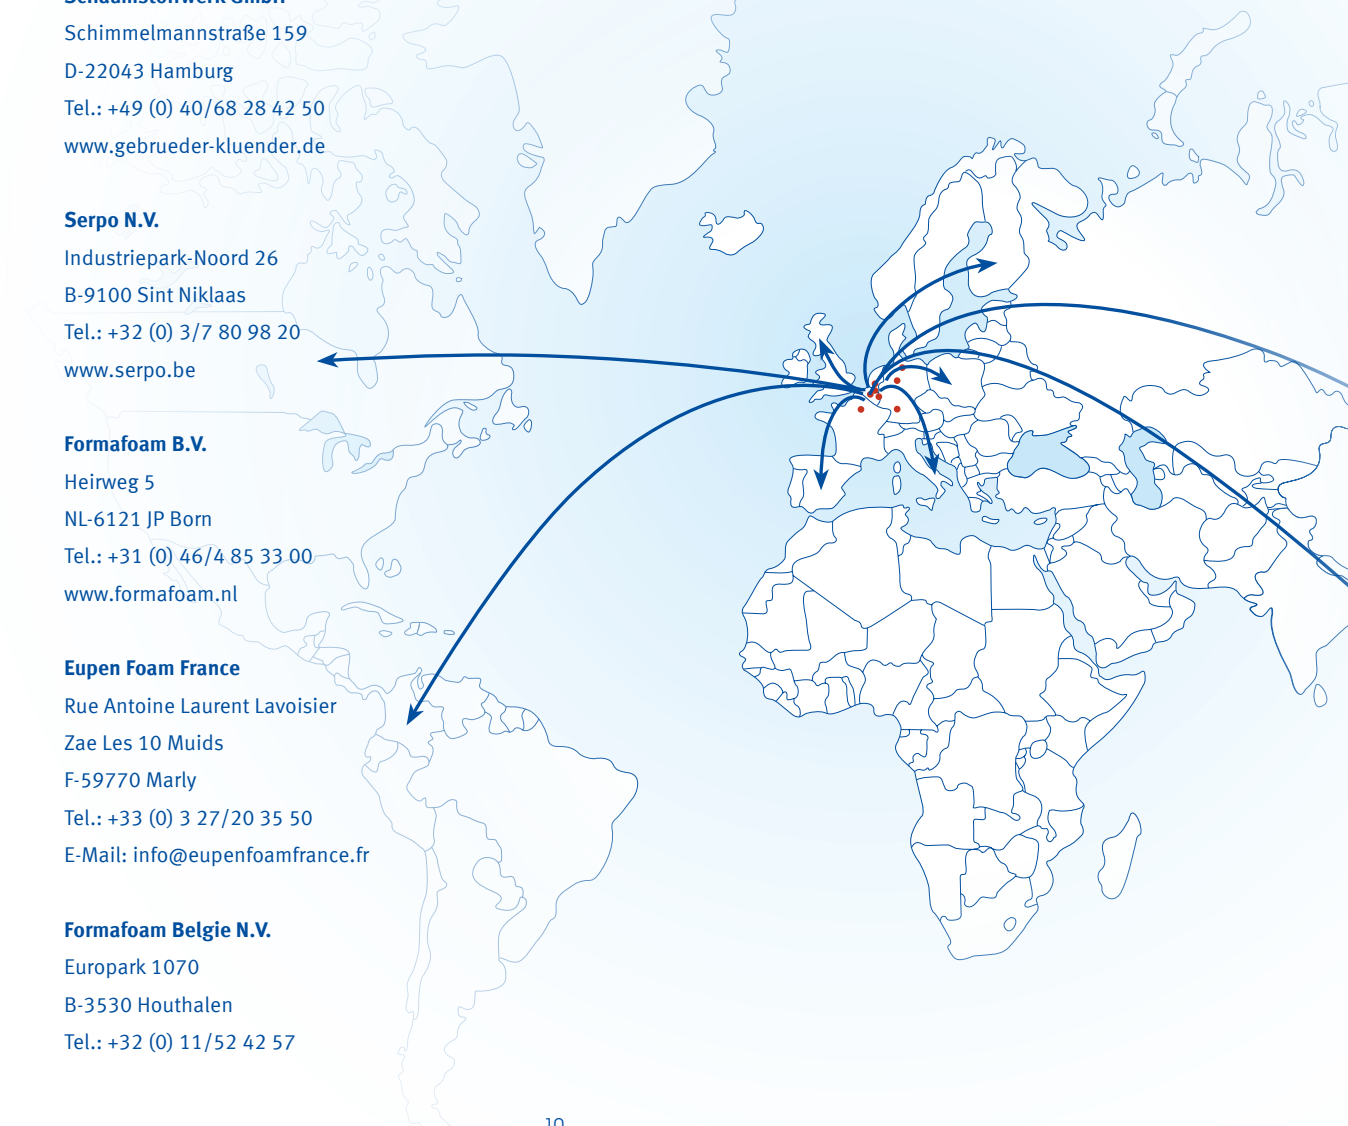 Schaumstoffwerk GmbH
Schimmelmannstraße 159
D-22043 Hamburg
Tel.: +49 (0) 40/68 28 42 50
www.gebrueder-kluender.de
Serpo N.V.
Industriepark-Noord 26
B-9100 Sint Niklaas
Tel.: +32 (0) 3/7 80 98 20
www.serpo.be
Formafoam B.V.
Heirweg 5
NL-6121 JP Born
Tel.: +31 (0) 46/4 85 33 00
www.formafoam.nl
Eupen Foam France
Rue Antoine Laurent Lavoisier
Zae Les 10 Muids
F-59770 Marly
Tel.: +33 (0) 3 27/20 35 50
E-Mail: info@eupenfoamfrance.fr
Formafoam Belgie N.V.
Europark 1070
B-3530 Houthalen
Tel.: +32 (0) 11/52 42 57
10